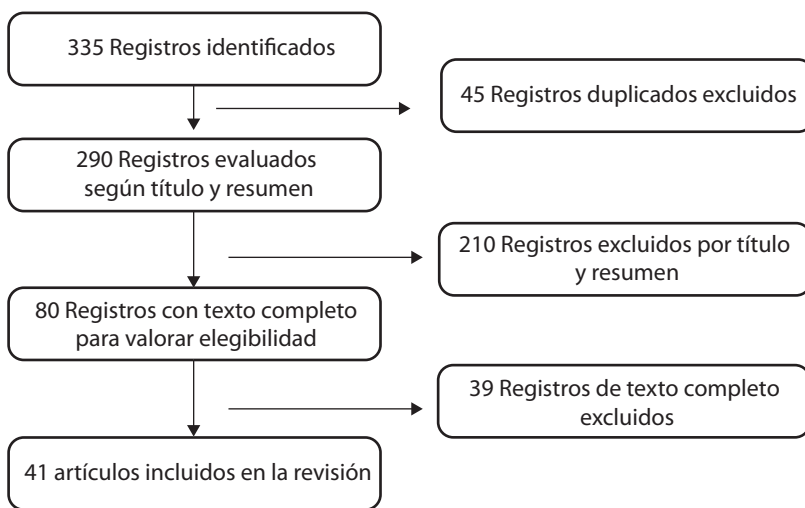 335 Registros identificados
45 Registros duplicados excluidos
290 Registros evaluados
según título y resumen
210 Registros excluidos por título
y resumen
80 Registros con texto completo
para valorar elegibilidad
39 Registros de texto completo
excluidos
41 artículos incluidos en la revisión